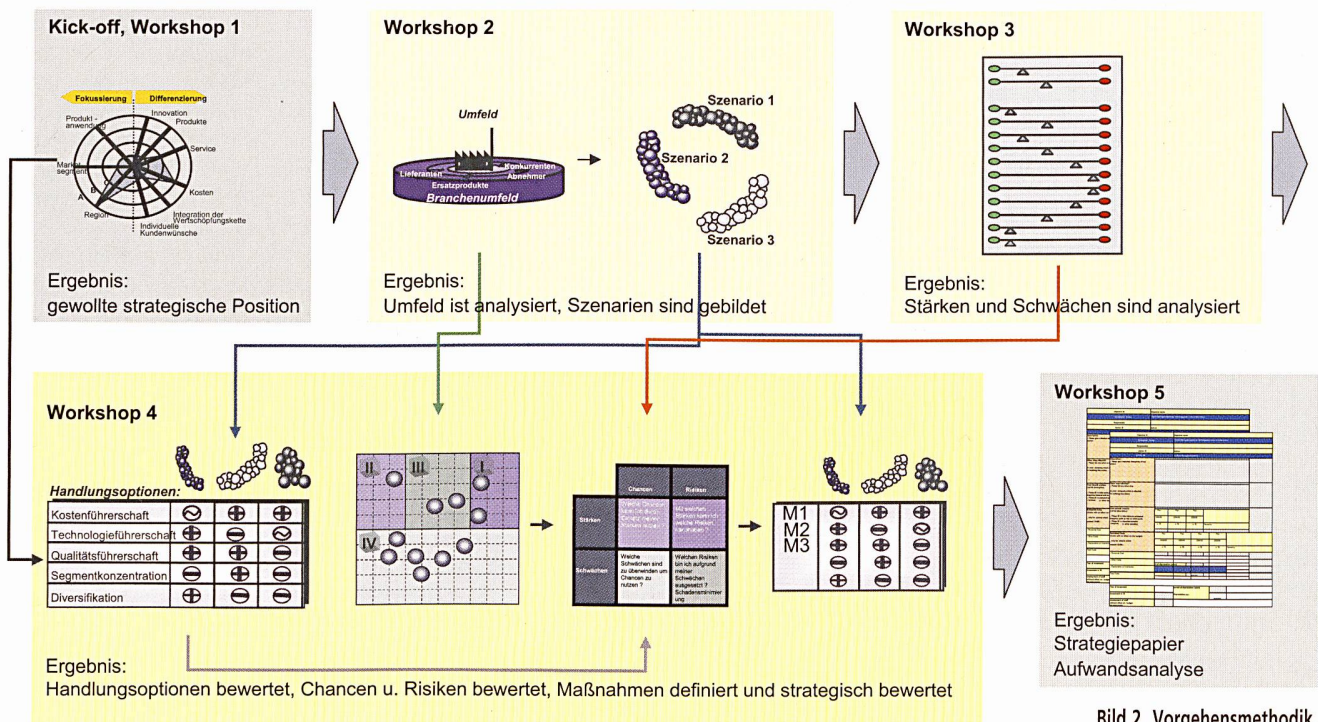 Kick-off, Workshop 1
Fokussierung
Differenzierung
Produkt-
anwendung
Innovation
Produkte
Service
Kosten
Integration der
Wertschöpfungskette
Individuelle
Kundenwünsche
Region
A
B
C
Ergebnis:
gewollte strategische Position
Workshop 2
Umfeld
Lieferanten
Konkurrenten
Abnehmer
Ersatzprodukte
Branchenumfeld
Szenario 1
Szenario 2
Szenario 3
Ergebnis:
Umfeld ist analysiert, Szenarien sind gebildet
Workshop 3
Ergebnis:
Stärken und Schwächen sind analysiert
Workshop 4
Handlungsoptionen:
Kostenführerschaft
Technologieführerschaft
Qualitätsführerschaft
Segmentkonzentration
Diversifikation
II
III
I
IV
Chancen
Risiken
Stärken
Schwächen
Welche
Schwächen sind
zu überwinden um
Chancen zu
nutzen ?
Welchen Risiken
bin ich aufgrund
meiner
Schwächen
ausgesetzt ?
Schadensminimier
ung
M1
M2
M3
Ergebnis:
Handlungsoptionen bewertet, Chancen u. Risiken bewertet, Maßnahmen definiert und strategisch bewertet
Workshop 5
Ergebnis:
Strategiepapier
Aufwandsanalyse
Bild 2. Vorgehensmethodik